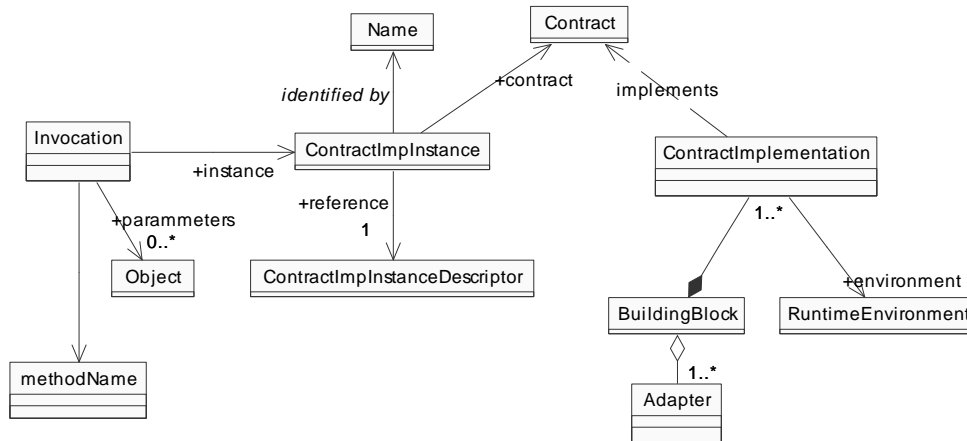 Name
Contract
+contract
identified by
implements
Invocation
ContractImpInstance
ContractImplementation
+instance
+reference
1
+parammeters
0..*
1..*
Object
ContractImpInstanceDescriptor
+environment
BuildingBlock
RuntimeEnvironment
methodName
1..*
Adapter